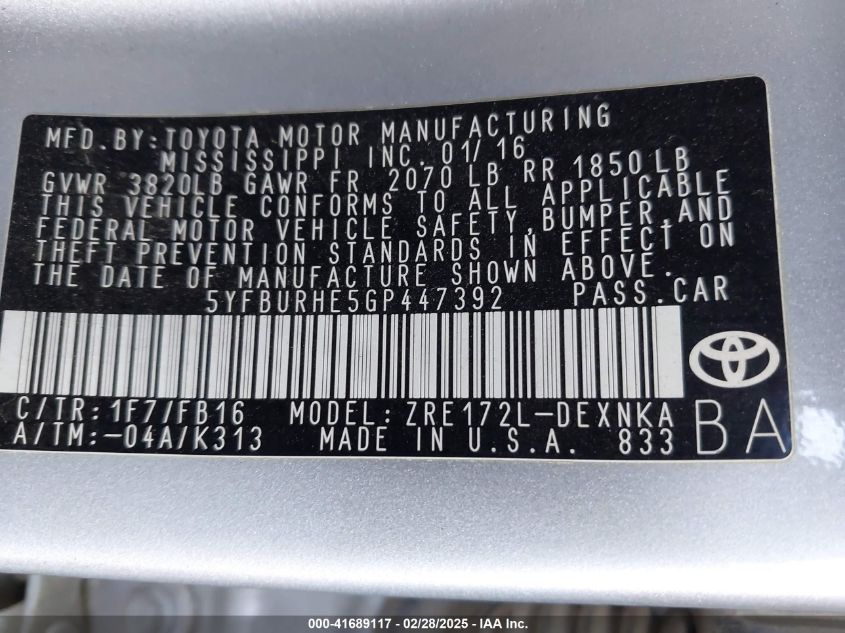 MFD.BY:TOYOTA MOTOR MANUFACTURING
MISSISSIPPI INC. 01/16
GVWR 3820LB GAWR FR 2070 LB RR 1850LB
THIS VEHICLE CONFORMS TO ALL APPLICABLE
FEDERAL MOTOR VEHICLE SAFETY,BUMPER,AND
THEFT PREVENTION STANDARDS IN EFFECT ON
THE DATE OF MANUFACTURE SHOWN ABOVE.
5YFBURHE5GP447392 PASS.CAR
C/TR: 1F7/FB16 MODEL: ZRE172L-DEXNKA
A/TM:-04A/K313 MADE IN U.S.A. 833
BA
000-41689117 - 02/28/2025 - IAA Inc.